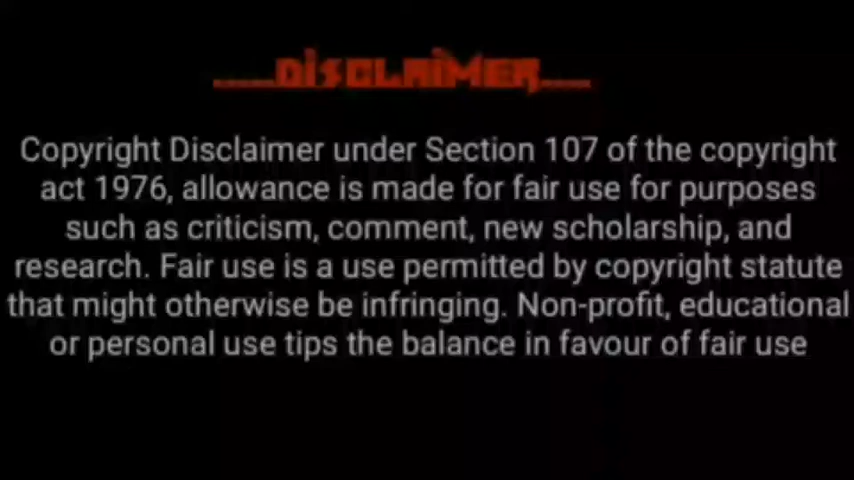 .....DISCLAIMER....
Copyright Disclaimer under Section 107 of the copyright
act 1976, allowance is made for fair use for purposes
such as criticism, comment, new scholarship, and
research. Fair use is a use permitted by copyright statute
that might otherwise be infringing. Non-profit, educational
or personal use tips the balance in favour of fair use